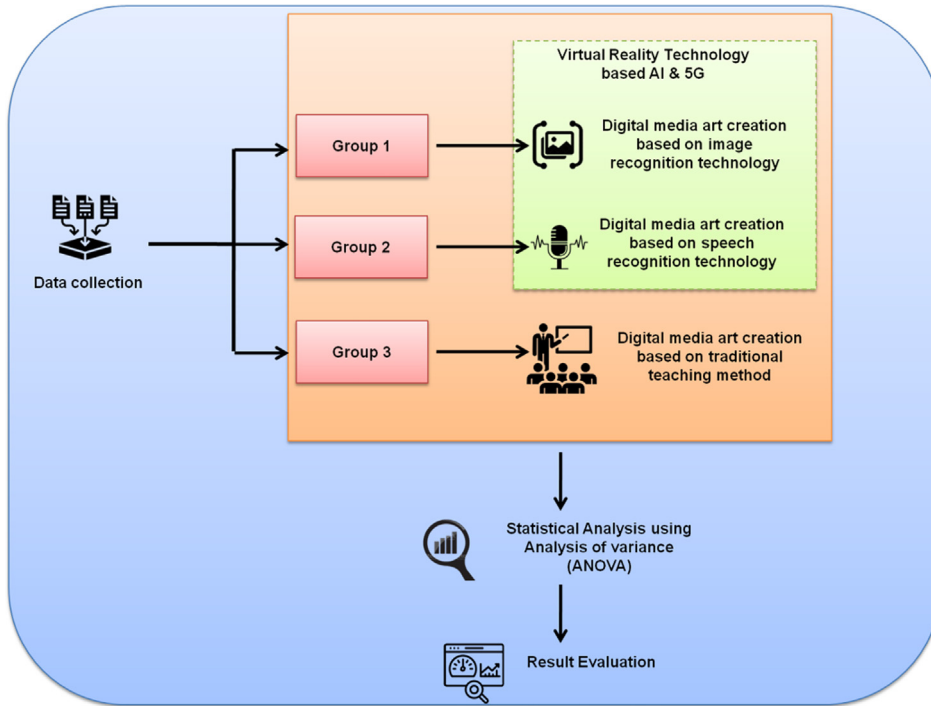 Virtual Reality Technology
based AI & 5G
Group 1
Digital media art creation
based on image
recognition technology
Data collection
Group 2
Digital media art creation
based on speech
recognition technology
Group 3
Digital media art creation
based on traditional
teaching method
Statistical Analysis using
Analysis of variance
(ANOVA)
Result Evaluation